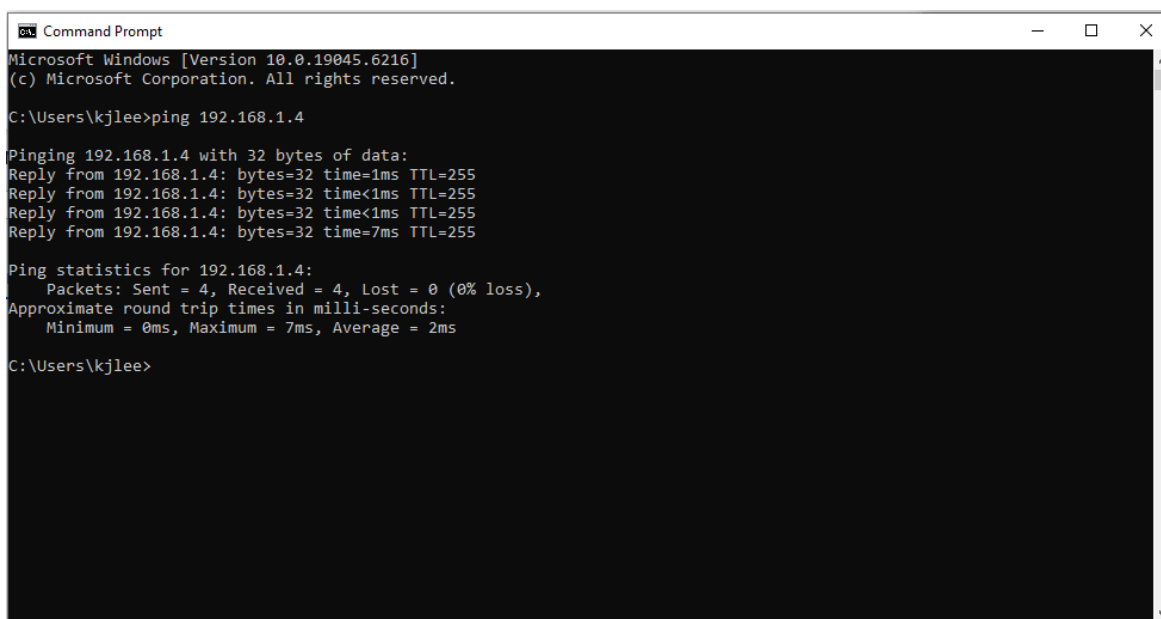 Command Prompt
Microsoft Windows [Version 10.0.19045.6216]
(c) Microsoft Corporation. All rights reserved.
C:\Users\kjlee>ping 192.168.1.4
Pinging 192.168.1.4 with 32 bytes of data:
Reply from 192.168.1.4: bytes=32 time=1ms TTL=255
Reply from 192.168.1.4: bytes=32 time<1ms TTL=255
Reply from 192.168.1.4: bytes=32 time<1ms TTL=255
Reply from 192.168.1.4: bytes=32 time=7ms TTL=255
Ping statistics for 192.168.1.4:
    Packets: Sent = 4, Received = 4, Lost = 0 (0% loss),
Approximate round trip times in milli-seconds:
    Minimum = 0ms, Maximum = 7ms, Average = 2ms
C:\Users\kjlee>